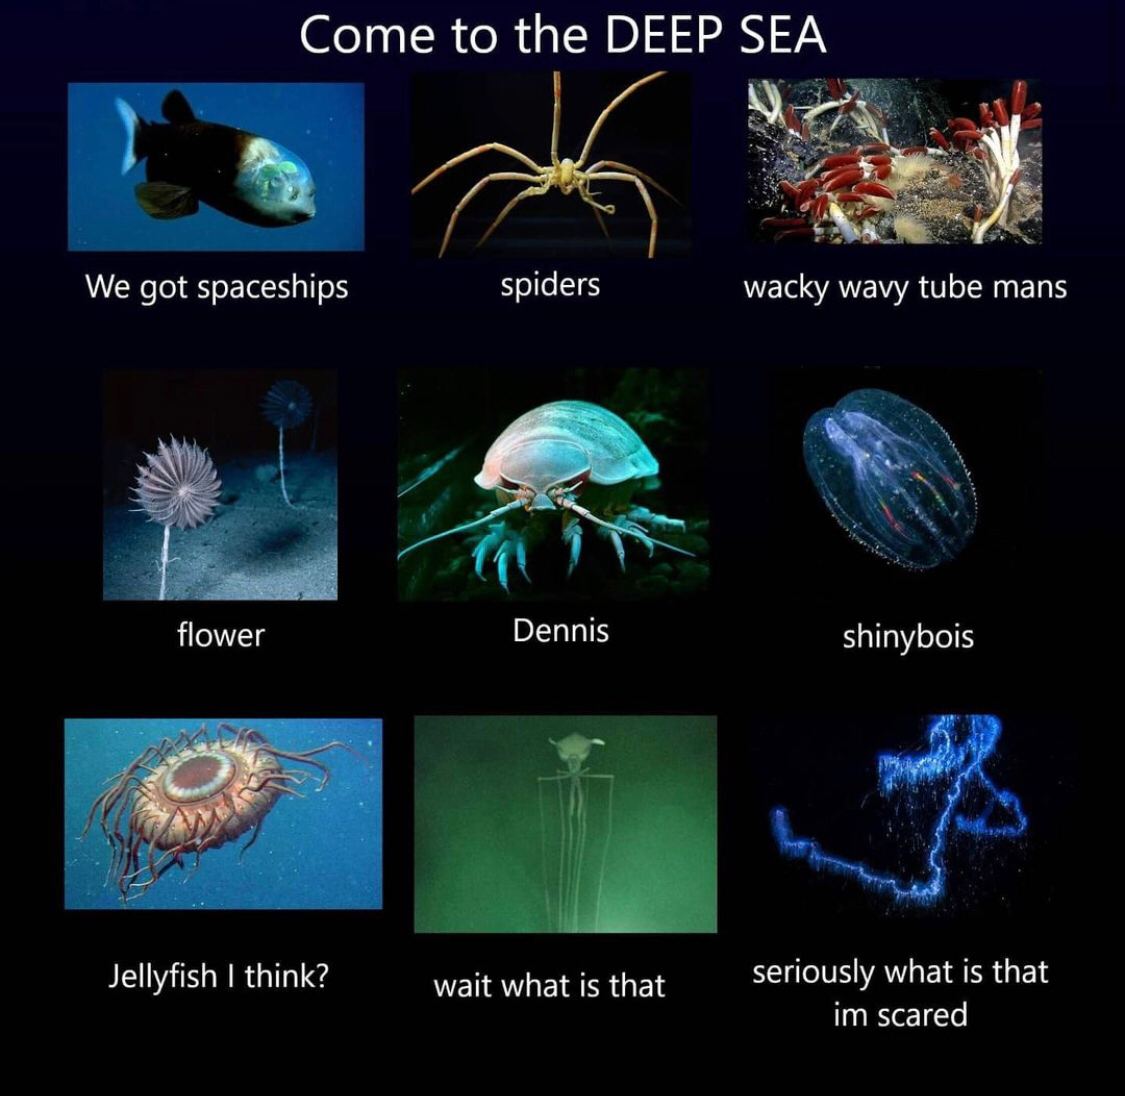 Come to the DEEP SEA
We got spaceships
spiders
wacky wavy tube mans
flower
Dennis
shinybois
Jellyfish I think?
wait what is that
seriously what is that
im scared